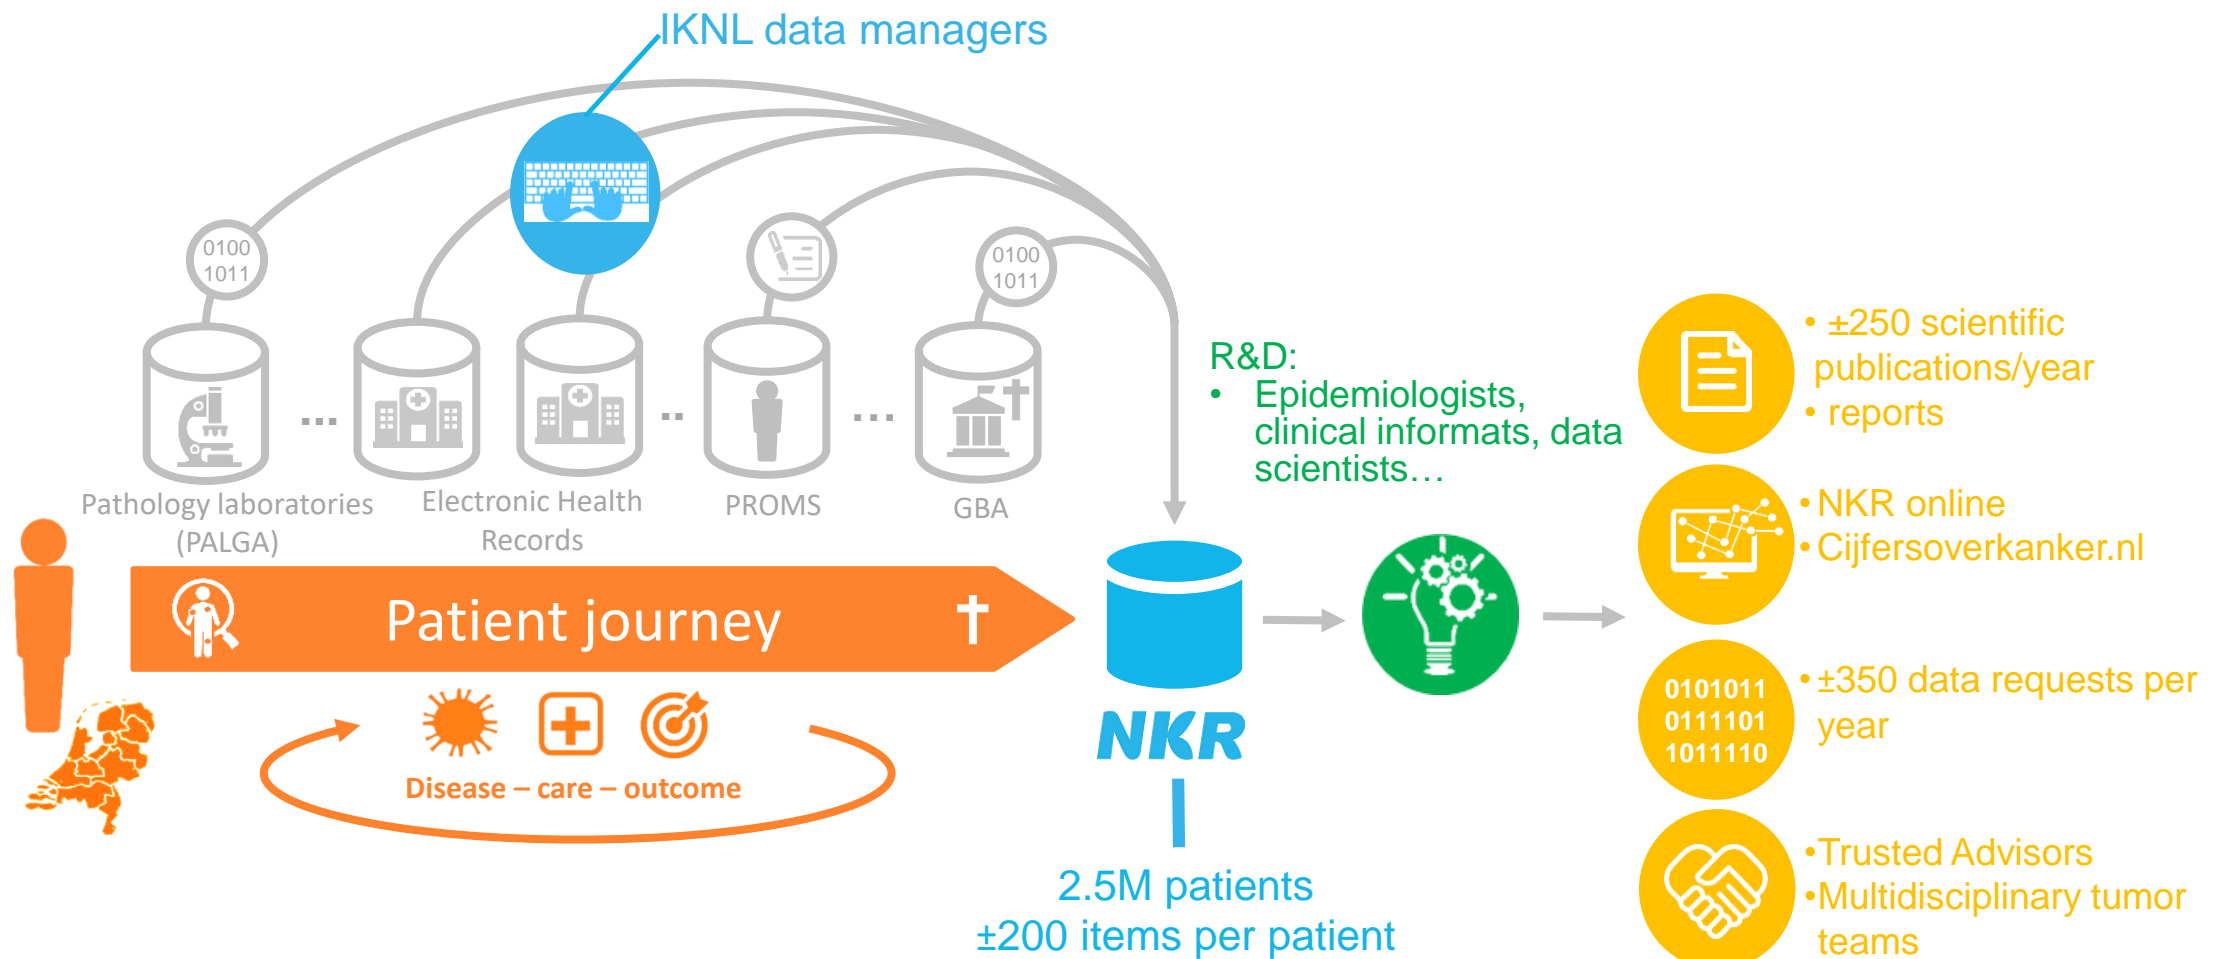 IKNL data managers
0100
1011
0100
1011
Pathology laboratories
(PALGA)
...
Electronic Health
Records
..
PROMS
...
GBA
Patient journey
Disease – care – outcome
NKR
2.5M patients
±200 items per patient
R&D:
• Epidemiologists,
clinical informats, data
scientists…
• ±250 scientific
publications/year
• reports
• NKR online
• Cijfersoverkanker.nl
0101011
0111101
1011110
• ±350 data requests per
year
• Trusted Advisors
• Multidisciplinary tumor
teams